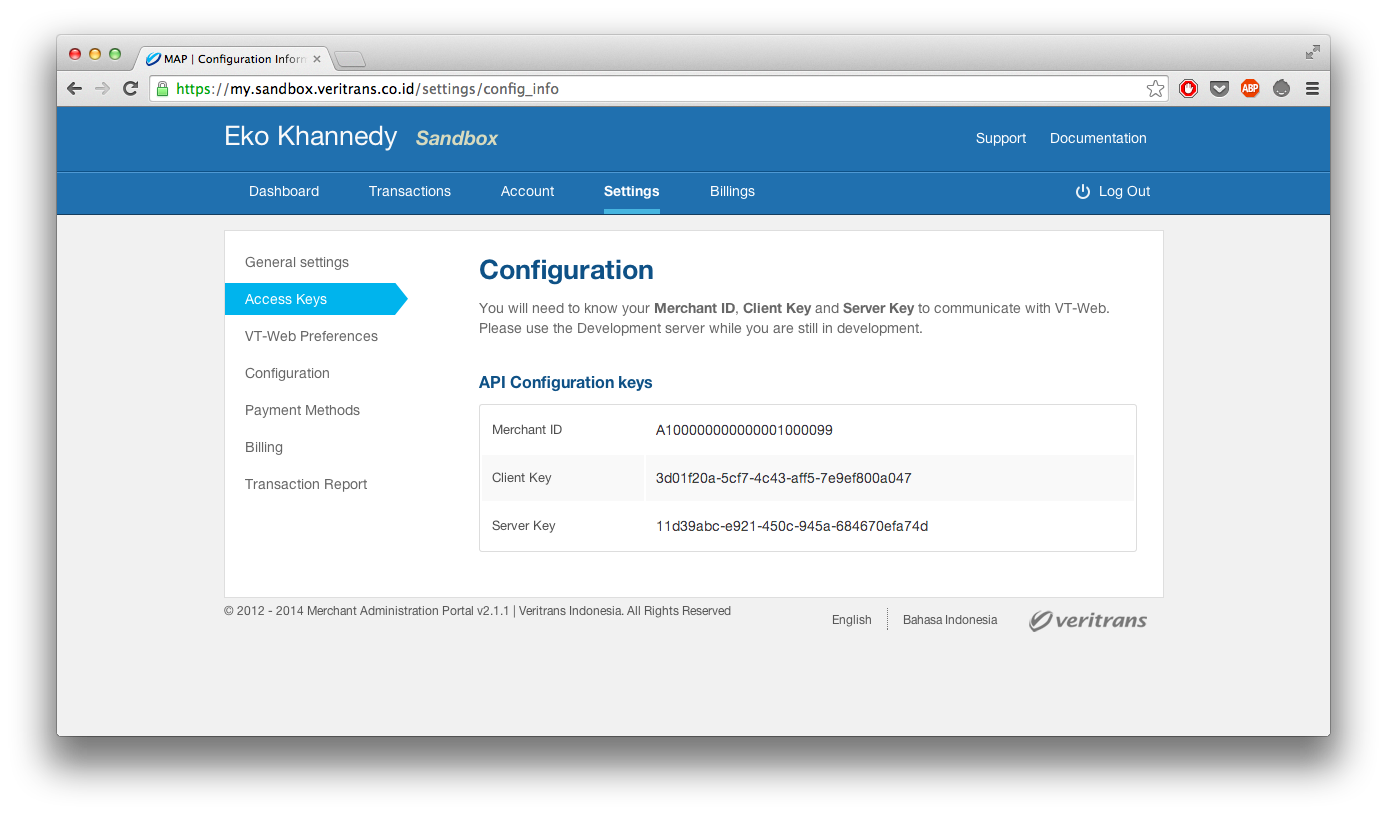 MAP | Configuration Inforn
https://my.sandbox.veritrans.co.id/settings/config_info
ABP
Eko Khannedy Sandbox
Support Documentation
Dashboard Transactions Account Settings Billings Log Out
General settings
Access Keys
VT-Web Preferences
Configuration
Payment Methods
Billing
Transaction Report
Configuration
You will need to know your Merchant ID, Client Key and Server Key to communicate with VT-Web.
Please use the Development server while you are still in development.
API Configuration keys
Merchant ID A100000000000001000099
Client Key 3d01f20a-5cf7-4c43-aff5-7e9ef800a047
Server Key 11d39abc-e921-450c-945a-684670efa74d
© 2012 - 2014 Merchant Administration Portal v2.1.1 | Veritrans Indonesia. All Rights Reserved
English Bahasa Indonesia veritrans